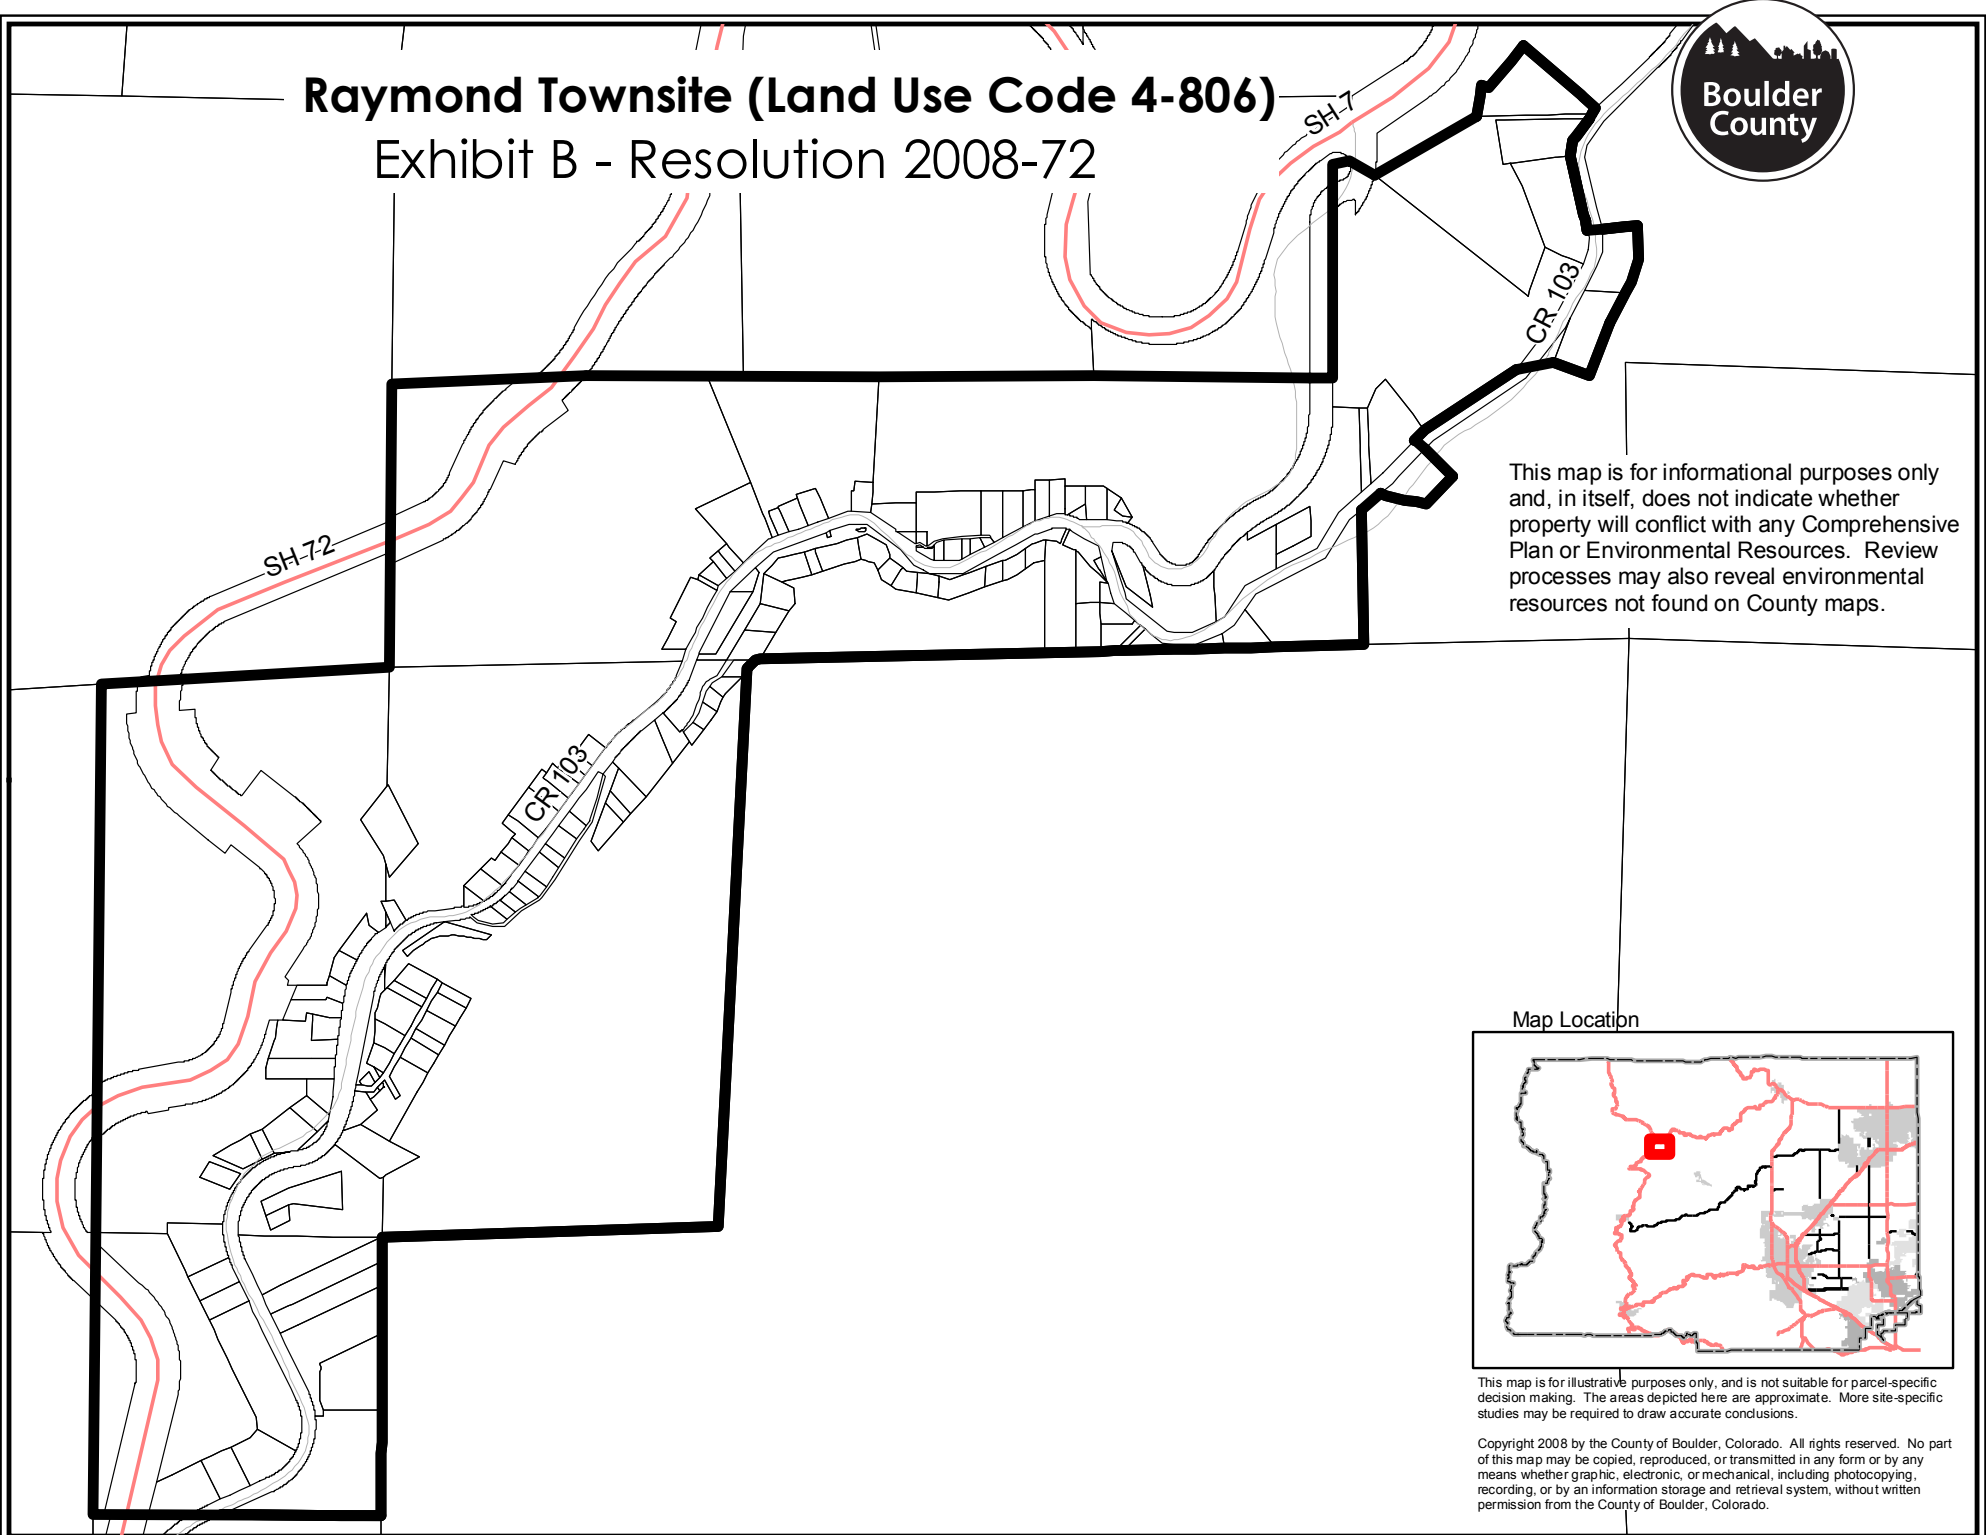 Raymond Townsite (Land Use Code 4-806)
Exhibit B - Resolution 2008-72
Boulder
County
SH-7
CR 103
This map is for informational purposes only
and, in itself, does not indicate whether
property will conflict with any Comprehensive
Plan or Environmental Resources.  Review
processes may also reveal environmental
resources not found on County maps.
SH-72
CR 103
Map Location
This map is for illustrative purposes only, and is not suitable for parcel-specific
decision making.  The areas depicted here are approximate.  More site-specific
studies may be required to draw accurate conclusions.
Copyright 2008 by the County of Boulder, Colorado.  All rights reserved.  No part
of this map may be copied, reproduced, or transmitted in any form or by any
means whether graphic, electronic, or mechanical, including photocopying,
recording, or by an information storage and retrieval system, without written
permission from the County of Boulder, Colorado.